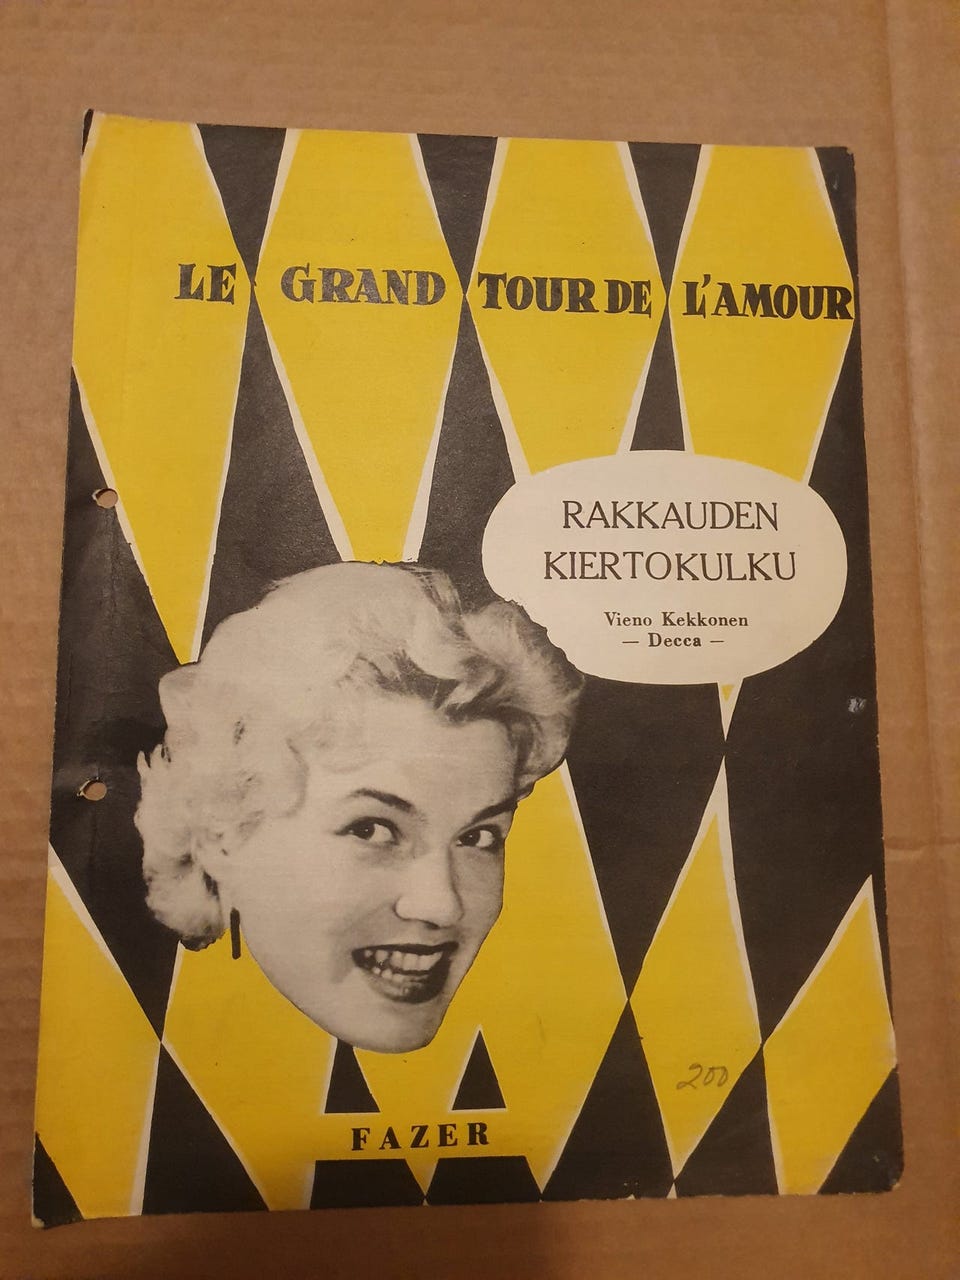 LE GRAND TOUR DE L'AMOUR
RAKKAUDEN
KIERTOKULKU
Vieno Kekkonen
— Decca —
200
FAZER